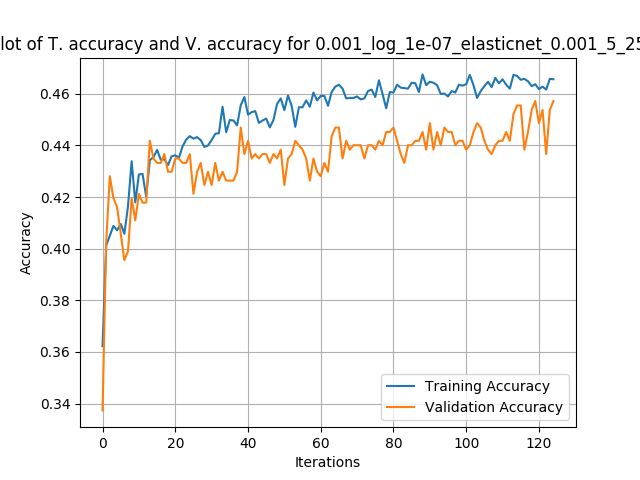 lot of T. accuracy and V. accuracy for 0.001_log_1e-07_elasticnet_0.001_5_25
0.46
0.44
0.42
0.40
0.38
0.36
0.34
Accuracy
0
20
40
60
80
100
120
Iterations
Training Accuracy
Validation Accuracy